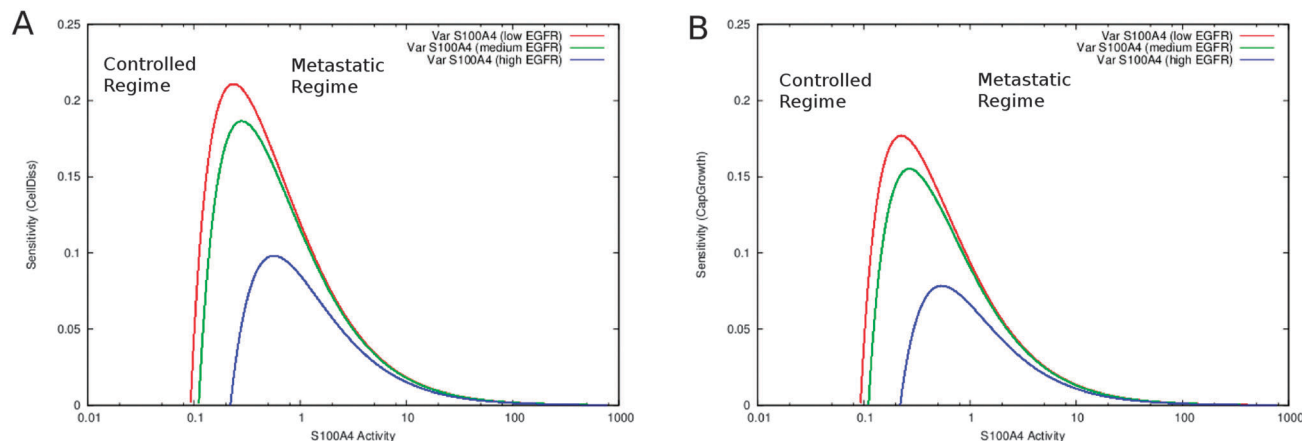 A
0.25
0.2
0.15
0.1
0.05
0
Sensitivity (CellDiss)
Controlled
Regime
Metastatic
Regime
Var S100A4 (low EGFR)
Var S100A4 (medium EGFR)
Var S100A4 (high EGFR)
0.01 0.1 1 10 100 1000
S100A4 Activity
B
0.25
0.2
0.15
0.1
0.05
0
Sensitivity (CapGrowth)
Controlled
Regime
Metastatic
Regime
Var S100A4 (low EGFR)
Var S100A4 (medium EGFR)
Var S100A4 (high EGFR)
0.01 0.1 1 10 100 1000
S100A4 Activity